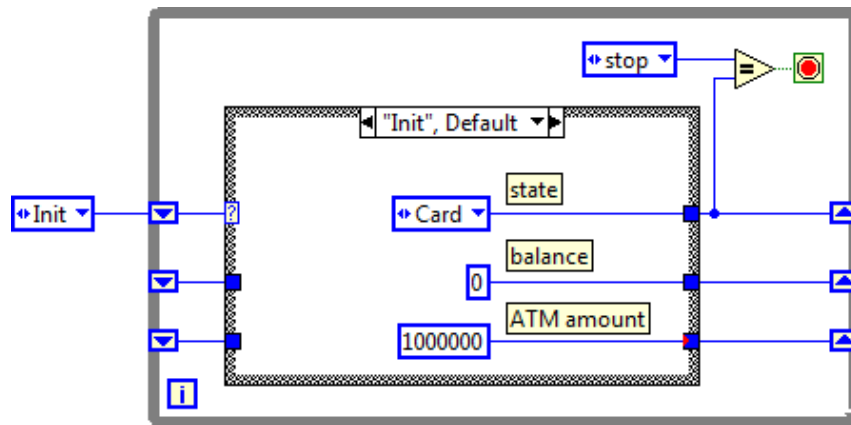 stop
=
"Init", Default
Init
?
Card
state
0
balance
1000000
ATM amount
i